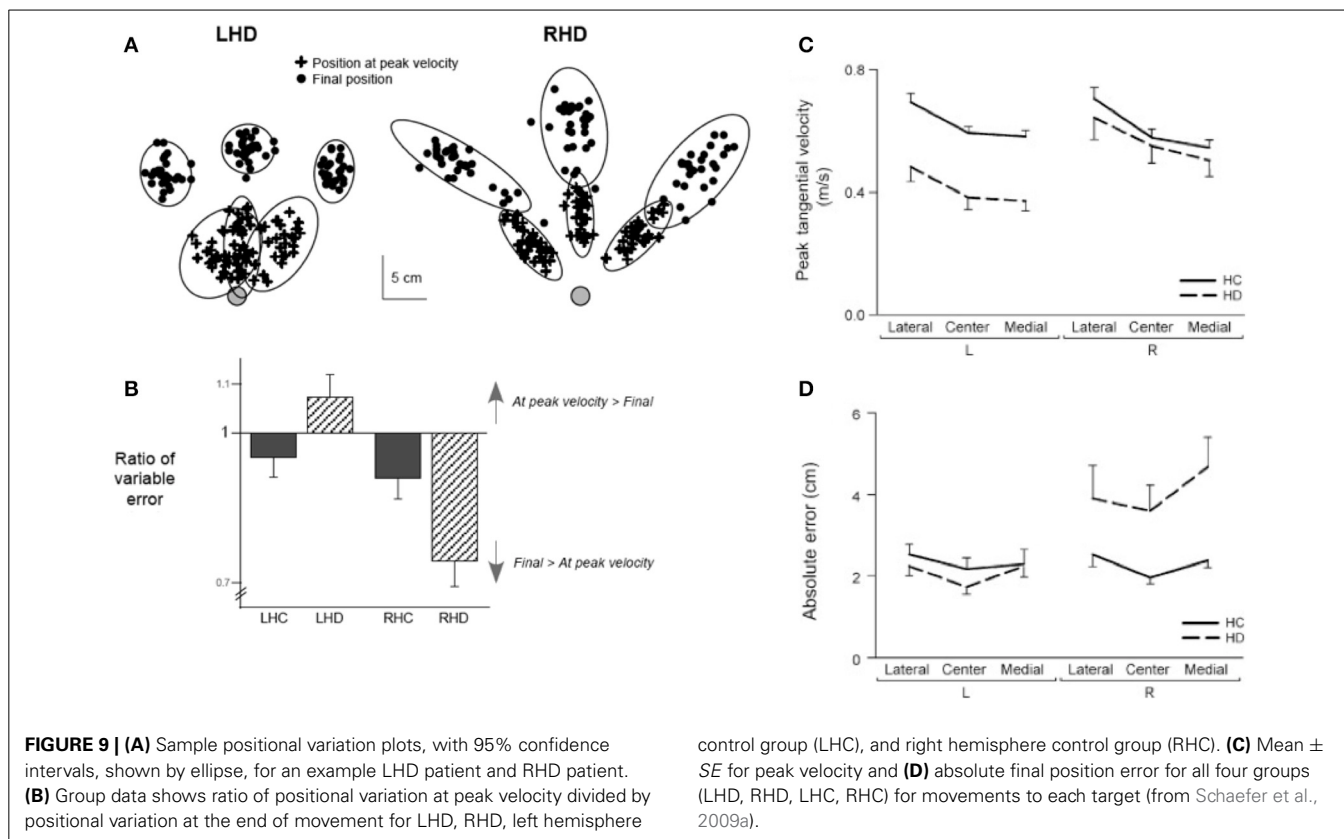 A
LHD
RHD
✚ Position at peak velocity
● Final position
5 cm
B
1.1
1
0.7
Ratio of
variable
error
At peak velocity > Final
Final > At peak velocity
LHC LHD RHC RHD
C
Peak tangential velocity
(m/s)
0.8
0.4
0.0
HC
HD
Lateral Center Medial Lateral Center Medial
L R
D
Absolute error (cm)
6
4
2
0
HC
HD
Lateral Center Medial Lateral Center Medial
L R
FIGURE 9 | (A) Sample positional variation plots, with 95% confidence
intervals, shown by ellipse, for an example LHD patient and RHD patient.
(B) Group data shows ratio of positional variation at peak velocity divided by
positional variation at the end of movement for LHD, RHD, left hemisphere
control group (LHC), and right hemisphere control group (RHC). (C) Mean ±
SE for peak velocity and (D) absolute final position error for all four groups
(LHD, RHD, LHC, RHC) for movements to each target (from Schaefer et al.,
2009a).